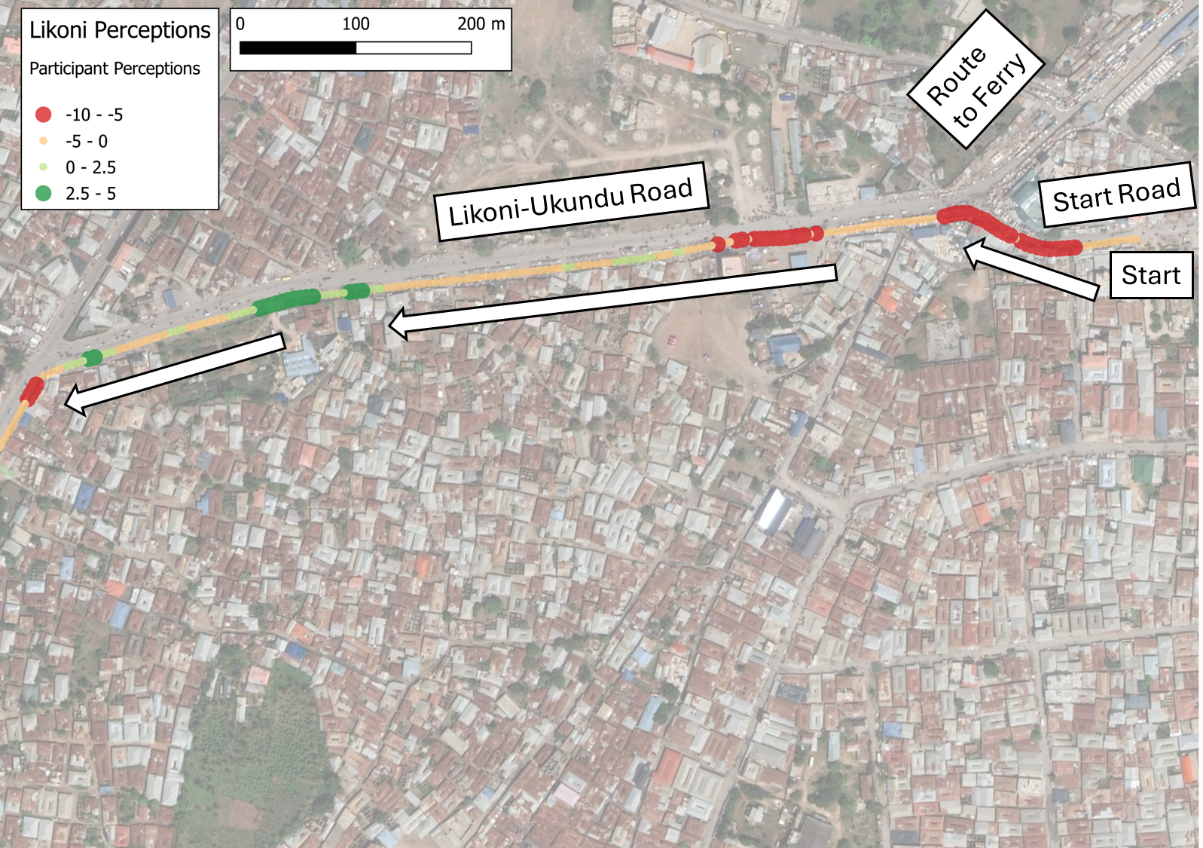 Likoni Perceptions
Participant Perceptions
-10 - -5
-5 - 0
0 - 2.5
2.5 - 5
0 100 200 m
Route
to Ferry
Likoni-Ukundu Road
Start Road
Start